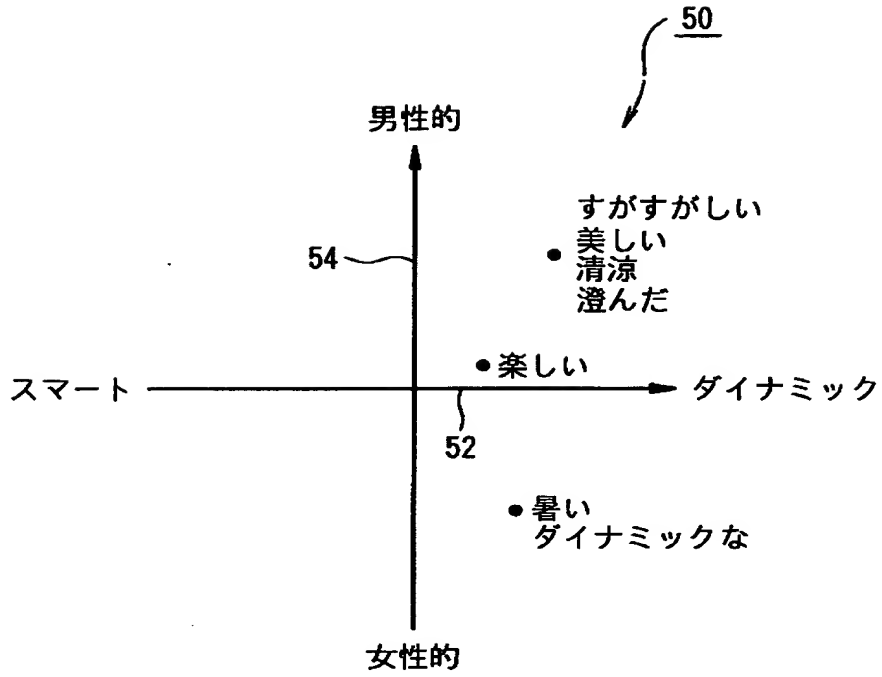 50
男性的
すがすがしい
美しい
清涼
澄んだ
54
楽しい
スマート
ダイナミック
52
暑い
ダイナミックな
女性的